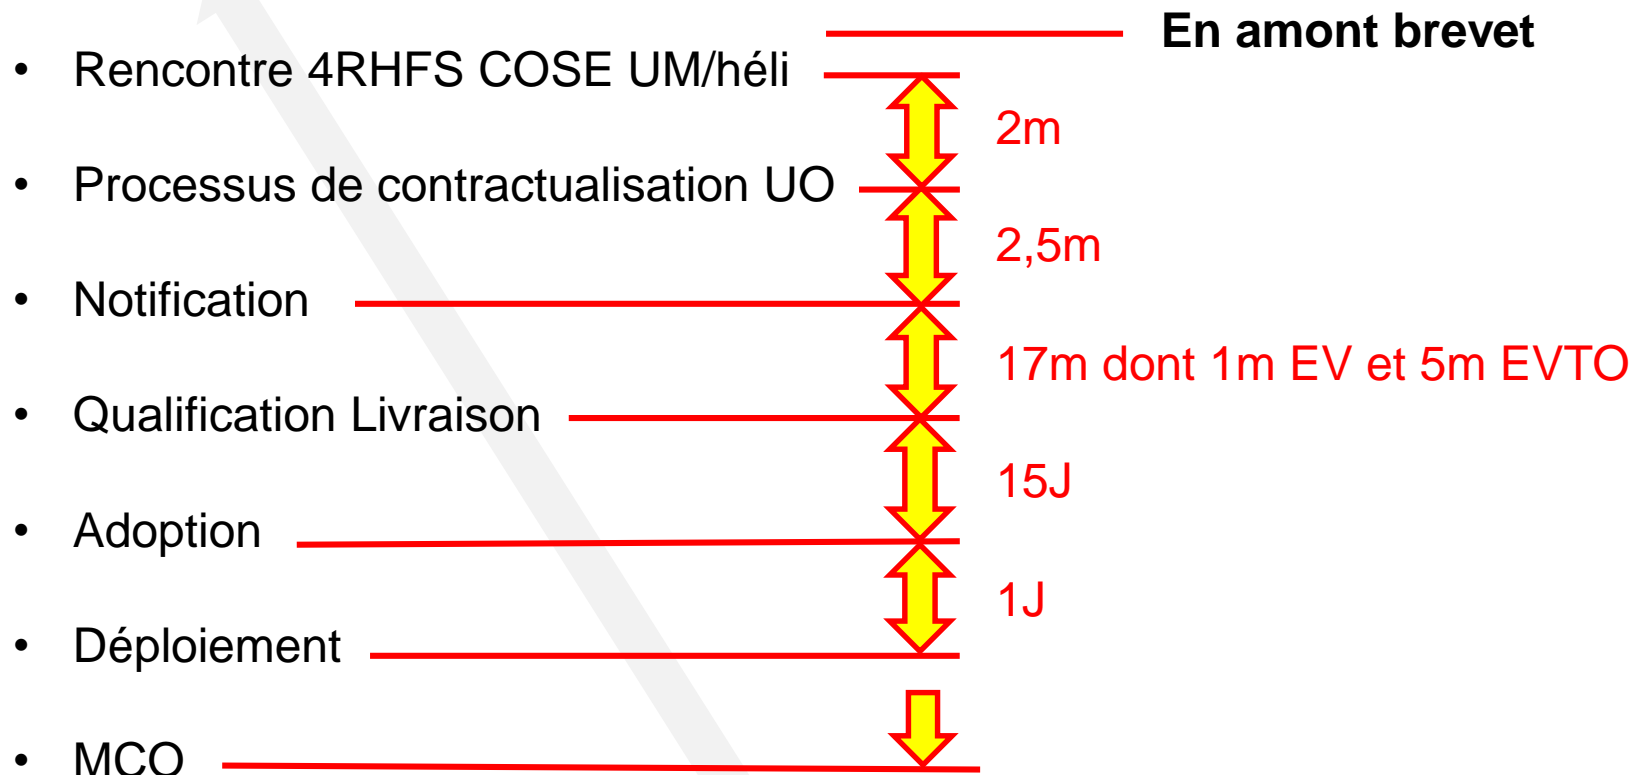 En amont brevet
• Rencontre 4RHFS COSE UM/héli
2m
• Processus de contractualisation UO
2,5m
• Notification
17m dont 1m EV et 5m EVTO
• Qualification Livraison
15J
• Adoption
1J
• Déploiement
• MCO